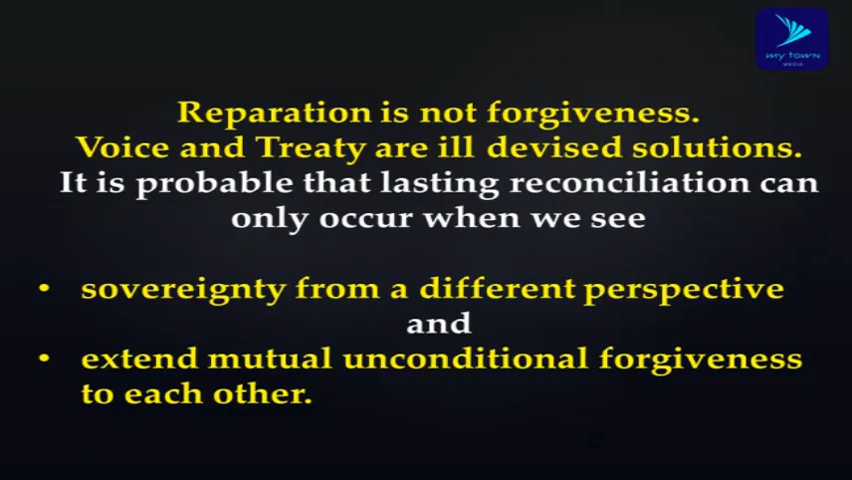 my town
MEDIA
Reparation is not forgiveness.
Voice and Treaty are ill devised solutions.
It is probable that lasting reconciliation can
only occur when we see
• sovereignty from a different perspective
and
• extend mutual unconditional forgiveness
to each other.